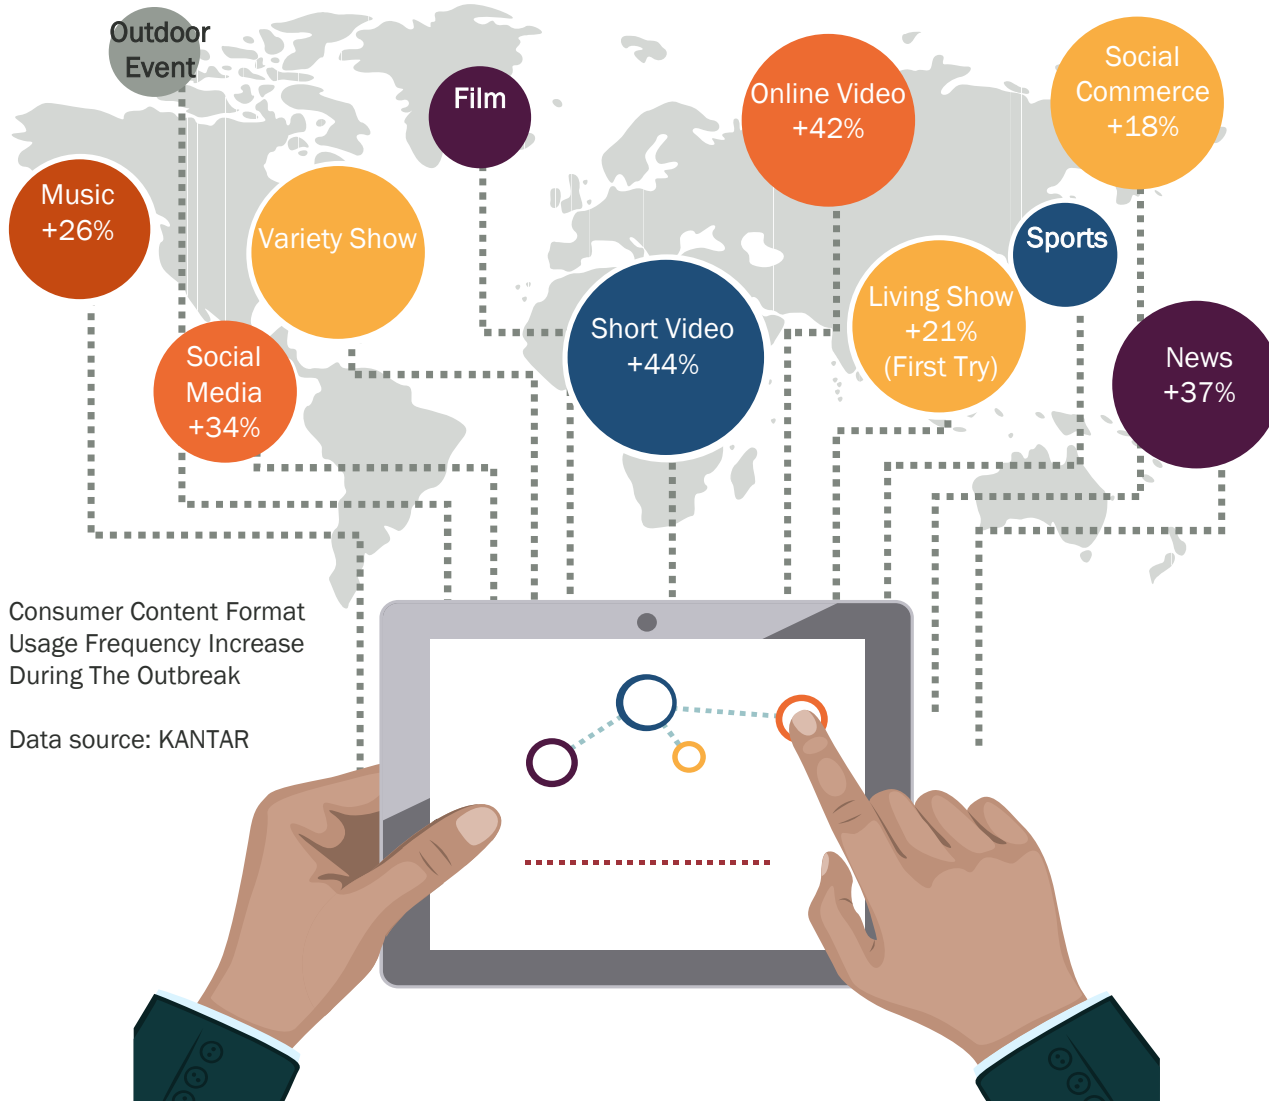 Outdoor
Event
Film
Online Video
+42%
Social
Commerce
+18%
Music
+26%
Variety Show
Sports
Short Video
+44%
Living Show
+21%
(First Try)
Social
Media
+34%
News
+37%
Consumer Content Format
Usage Frequency Increase
During The Outbreak
Data source: KANTAR